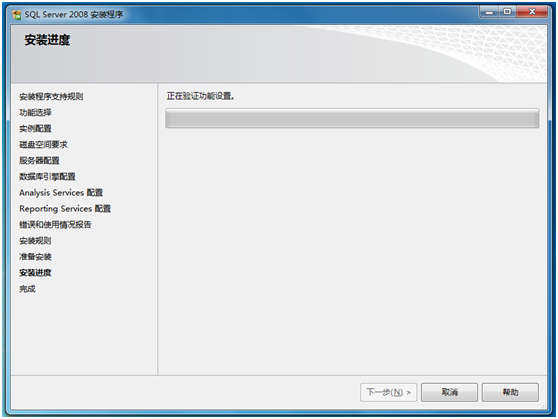 SQL Server 2008 安装程序
安装进度
安装程序支持规则
功能选择
实例配置
磁盘空间要求
服务器配置
数据库引擎配置
Analysis Services 配置
Reporting Services 配置
错误和使用情况报告
安装规则
准备安装
安装进度
完成
正在验证功能设置。
下一步(N) >
取消
帮助